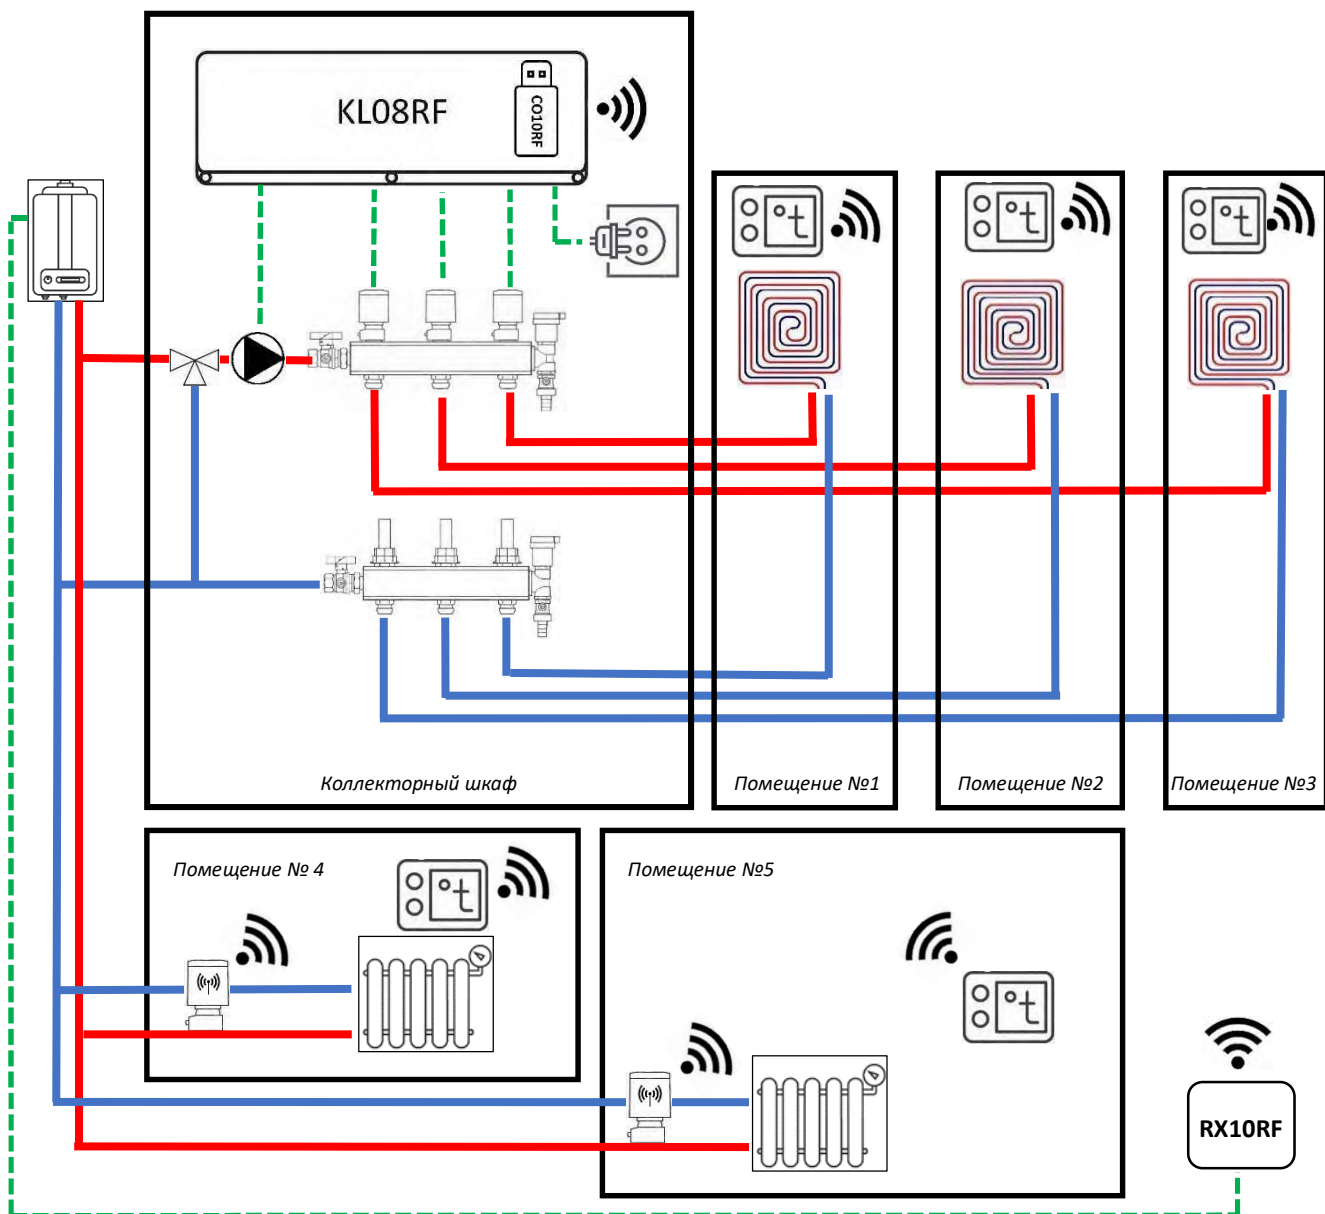 KL08RF
CO10RF
°t
°t
°t
Коллекторный шкаф
Помещение №1
Помещение №2
Помещение №3
Помещение № 4
°t
Помещение №5
°t
RX10RF